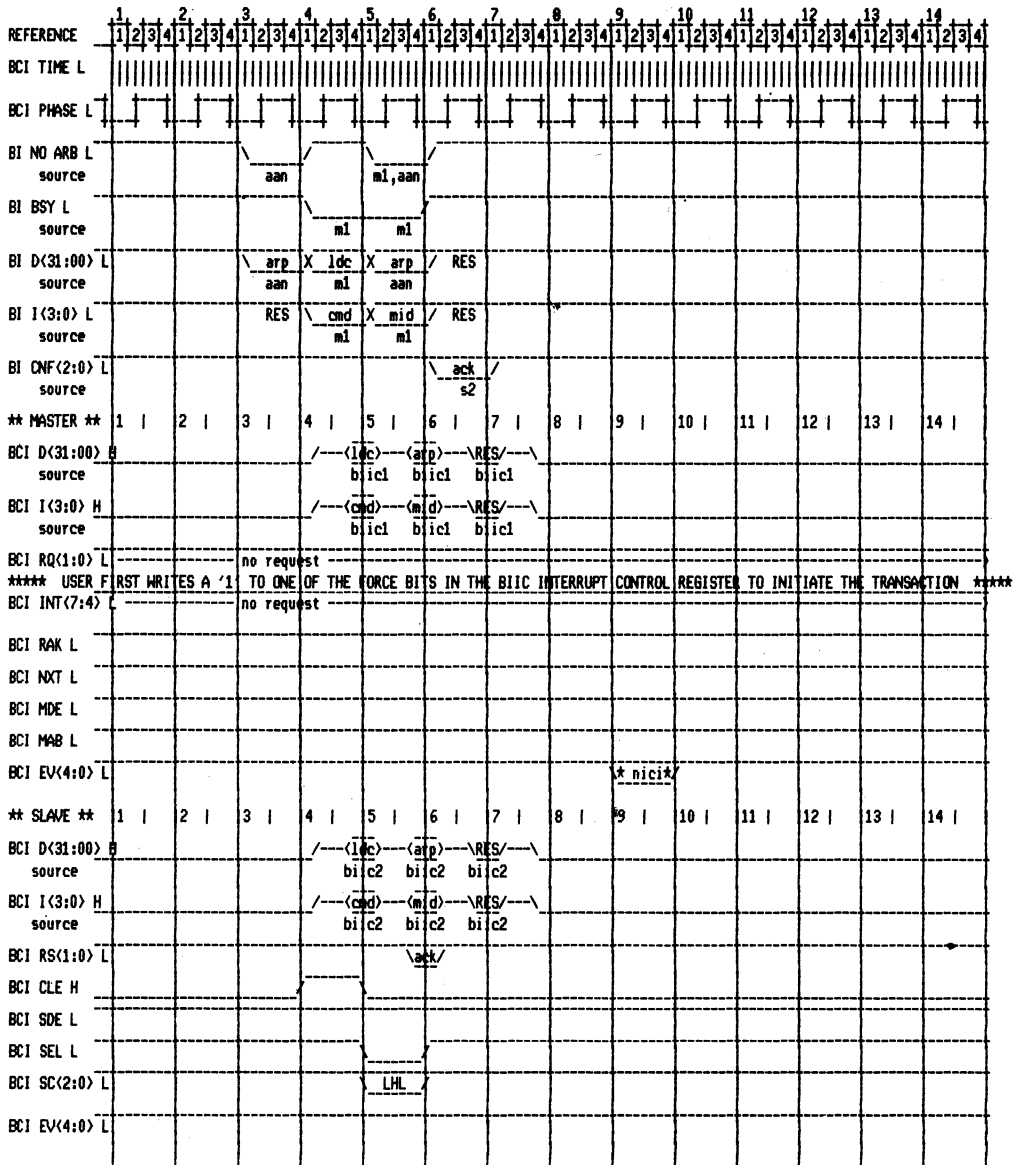 1 2 3 4 5 6 7 8 9 10 11 12 13 14
REFERENCE 1 2 3 4 1 2 3 4 1 2 3 4 1 2 3 4 1 2 3 4 1 2 3 4 1 2 3 4 1 2 3 4 1 2 3 4 1 2 3 4 1 2 3 4 1 2 3 4 1 2 3 4 1 2 3 4
BCI TIME L
BCI PHASE L
BI NO ARB L
source aan m1,aan
BI BSY L
source m1 m1
BI D<31:00> L \ arp X ldc X arp / RES
source aan m1 aan
BI I<3:0> L RES \ cmd X mid / RES
source m1 m1
BI CNF<2:0> L \ ack /
source s2
** MASTER ** 1 | 2 | 3 | 4 | 5 | 6 | 7 | 8 | 9 | 10 | 11 | 12 | 13 | 14 |
BCI D<31:00> H /---<ldc>---<arp>---\RES/---\
source biic1 biic1 biic1
BCI I<3:0> H /---<cmd>---<mid>---\RES/---\
source biic1 biic1 biic1
BCI RQ<1:0> L no request
***** USER FIRST WRITES A '1' TO ONE OF THE FORCE BITS IN THE BIIC INTERRUPT CONTROL REGISTER TO INITIATE THE TRANSACTION *****
BCI INT<7:4> L no request
BCI RAK L
BCI NXT L
BCI MDE L
BCI MAB L
BCI EV<4:0> L \* nici*/
** SLAVE ** 1 | 2 | 3 | 4 | 5 | 6 | 7 | 8 | 9 | 10 | 11 | 12 | 13 | 14 |
BCI D<31:00> H /---<ldc>---<arp>---\RES/---\
source biic2 biic2 biic2
BCI I<3:0> H /---<cmd>---<mid>---\RES/---\
source biic2 biic2 biic2
BCI RS<1:0> L \ack/
BCI CLE H
BCI SDE L
BCI SEL L
BCI SC<2:0> L \ LHL /
BCI EV<4:0> L